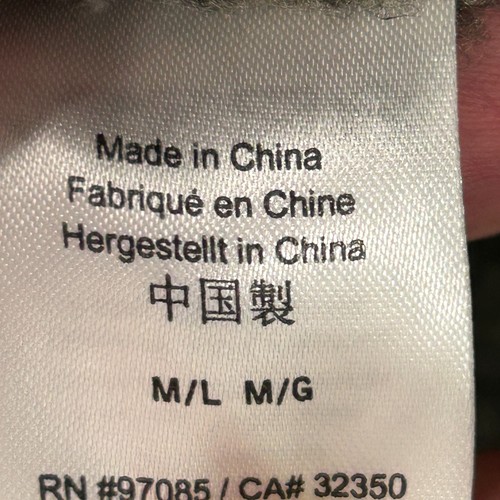 Made in China
Fabriqué en Chine
Hergestellt in China
中国製
M/L M/G
RN #97085 / CA# 32350